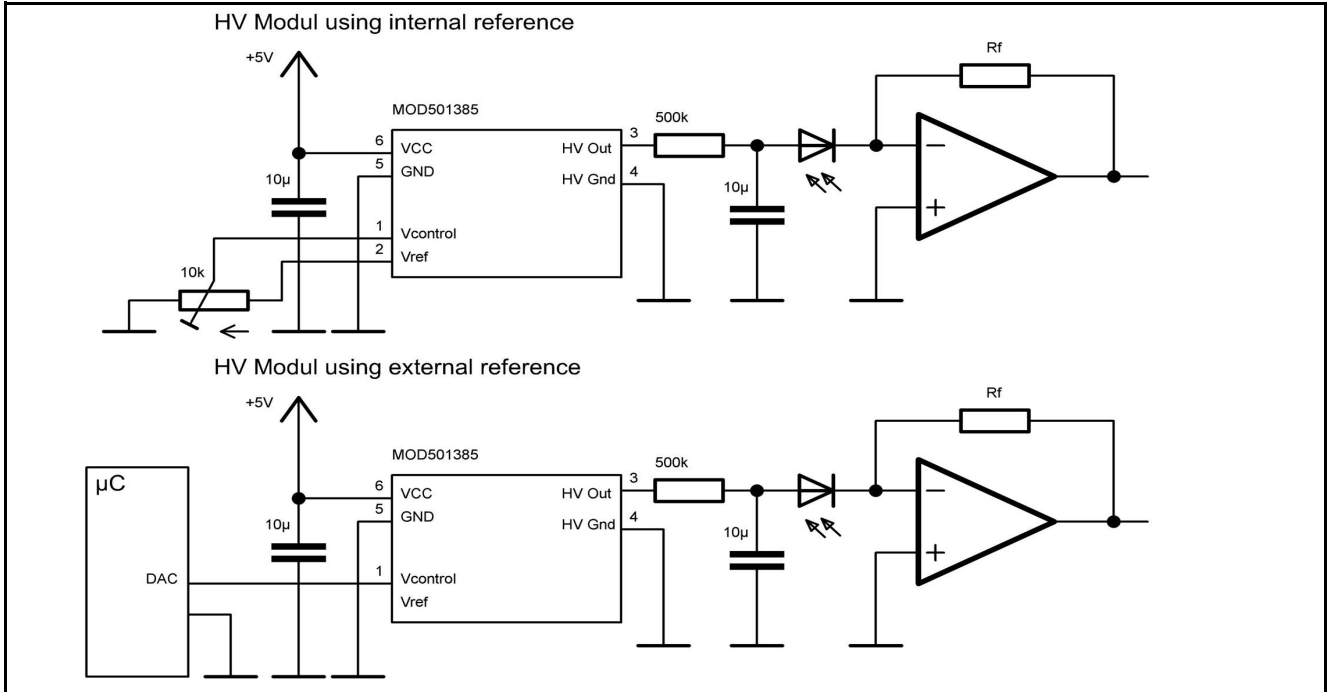 HV Modul using internal reference
+5V
Rf
MOD501385
500k
6 VCC
HV Out 3
5 GND
HV Gnd 4
10µ
10µ
1 Vcontrol
2 Vref
10k
− 
+
HV Modul using external reference
+5V
Rf
MOD501385
500k
µC
6 VCC
HV Out 3
5 GND
HV Gnd 4
10µ
10µ
DAC
1 Vcontrol
Vref
−
+